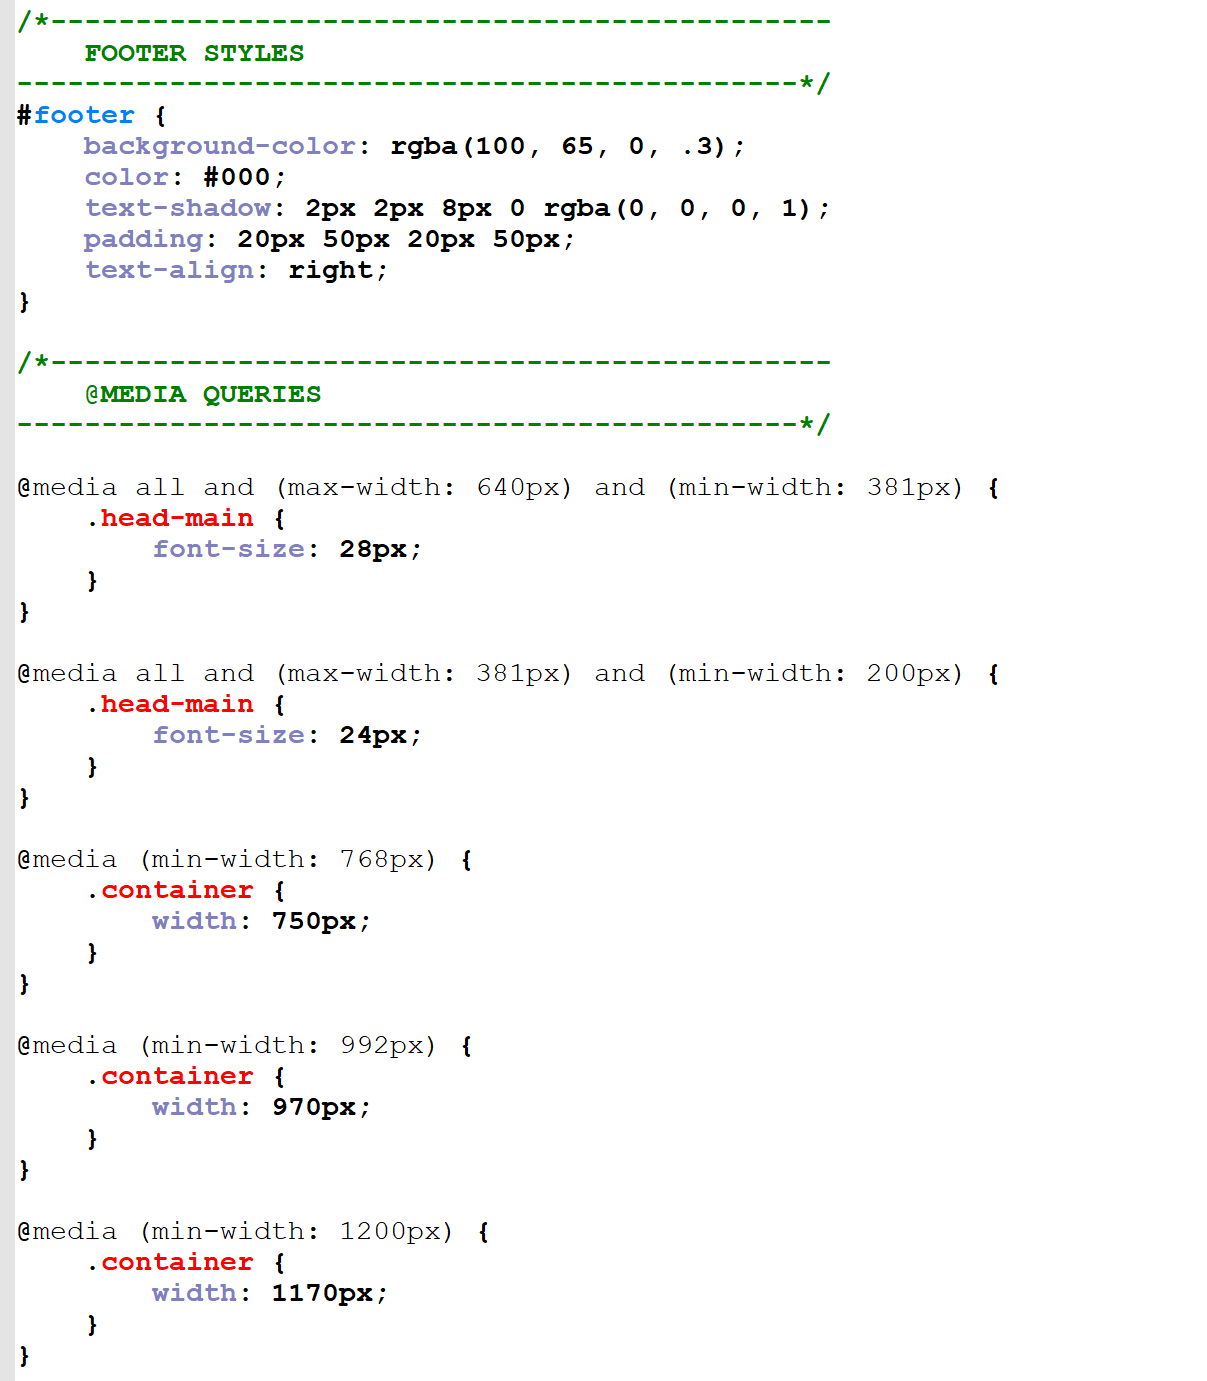 /*----------------------------------------------
    FOOTER STYLES
----------------------------------------------*/
#footer {
    background-color: rgba(100, 65, 0, .3);
    color: #000;
    text-shadow: 2px 2px 8px 0 rgba(0, 0, 0, 1);
    padding: 20px 50px 20px 50px;
    text-align: right;
}

/*----------------------------------------------
    @MEDIA QUERIES
----------------------------------------------*/

@media all and (max-width: 640px) and (min-width: 381px) {
    .head-main {
        font-size: 28px;
    }
}

@media all and (max-width: 381px) and (min-width: 200px) {
    .head-main {
        font-size: 24px;
    }
}

@media (min-width: 768px) {
    .container {
        width: 750px;
    }
}

@media (min-width: 992px) {
    .container {
        width: 970px;
    }
}

@media (min-width: 1200px) {
    .container {
        width: 1170px;
    }
}